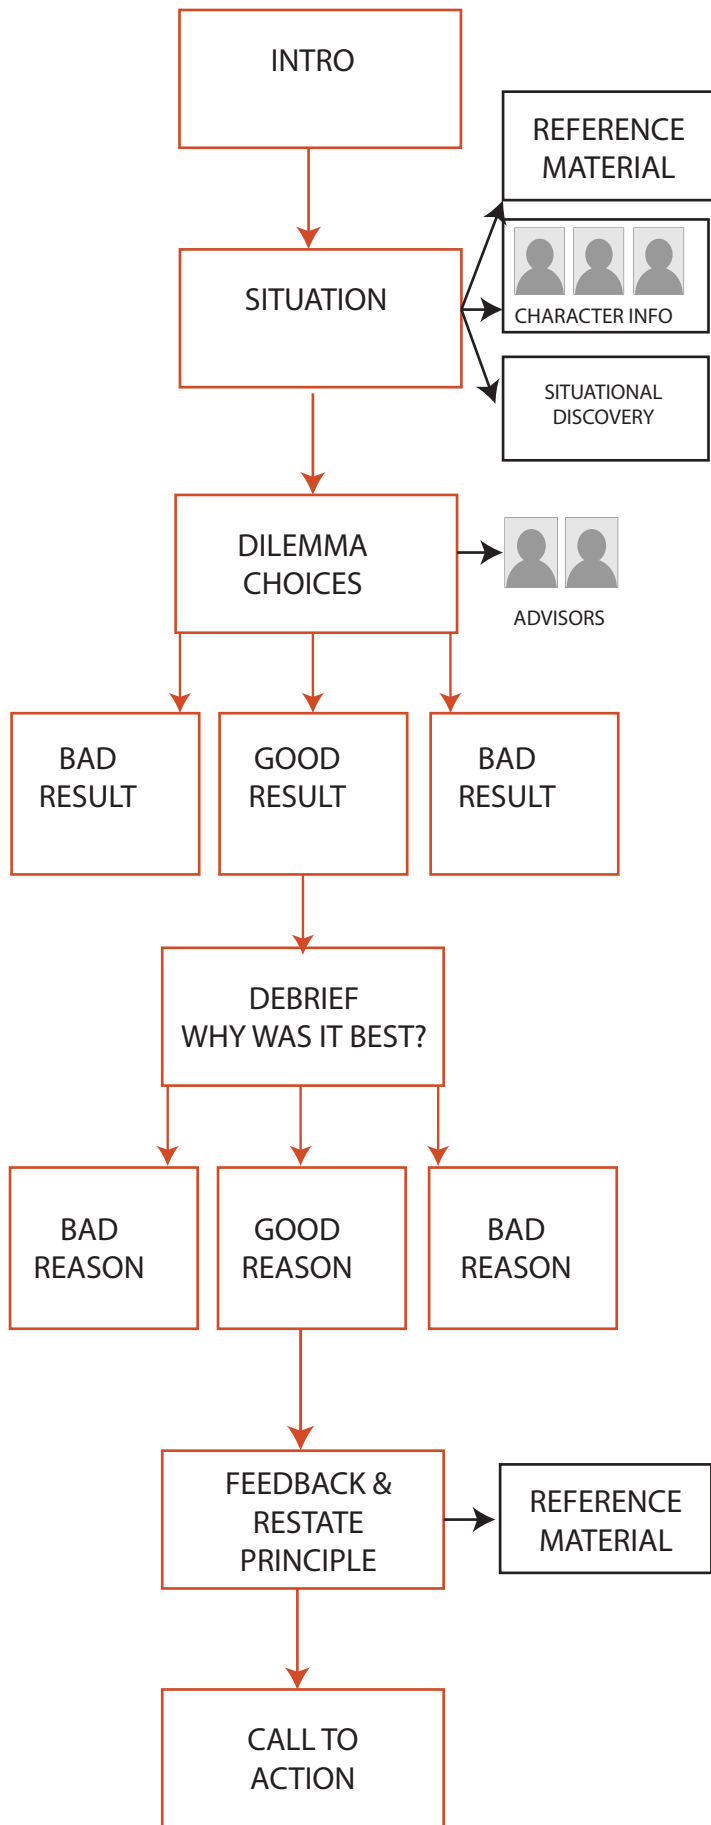 INTRO
REFERENCE
MATERIAL
SITUATION
CHARACTER INFO
SITUATIONAL
DISCOVERY
DILEMMA
CHOICES
ADVISORS
BAD
RESULT
GOOD
RESULT
BAD
RESULT
DEBRIEF
WHY WAS IT BEST?
BAD
REASON
GOOD
REASON
BAD
REASON
FEEDBACK &
RESTATE
PRINCIPLE
REFERENCE
MATERIAL
CALL TO
ACTION